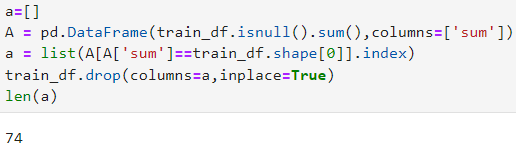 a=[]
A = pd.DataFrame(train_df.isnull().sum(),columns=['sum'])
a = list(A[A['sum']==train_df.shape[0]].index)
train_df.drop(columns=a,inplace=True)
len(a)
74